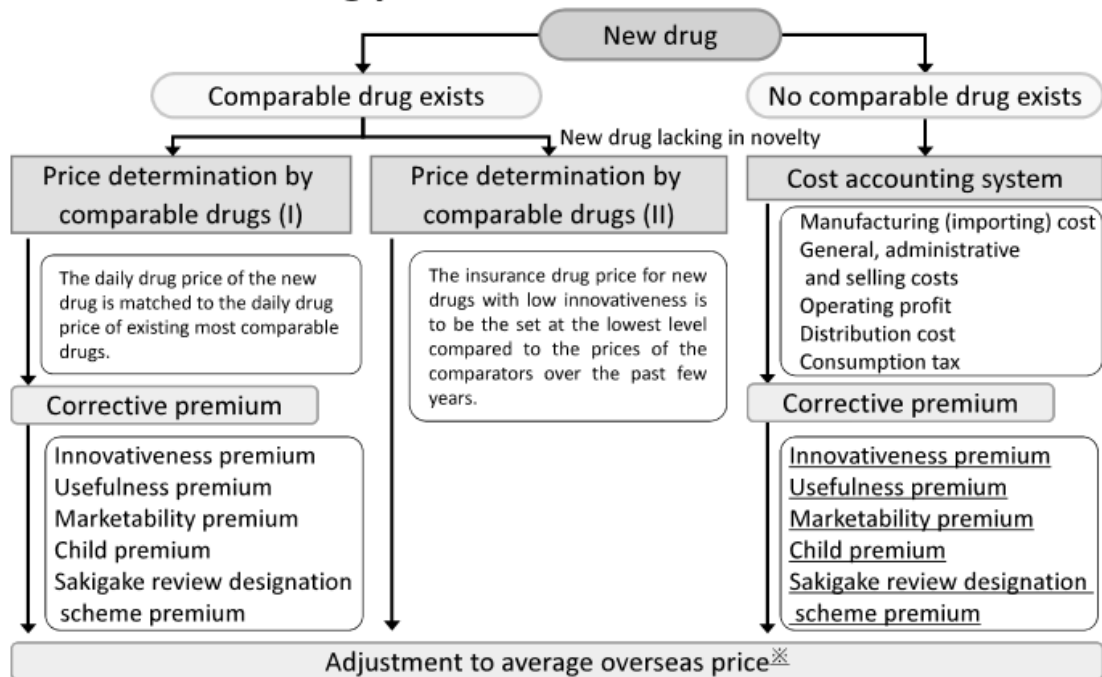 New drug
Comparable drug exists
No comparable drug exists
New drug lacking in novelty
Price determination by
comparable drugs (I)
Price determination by
comparable drugs (II)
Cost accounting system
The daily drug price of the new
drug is matched to the daily drug
price of existing most comparable
drugs.
The insurance drug price for new
drugs with low innovativeness is
to be the set at the lowest level
compared to the prices of the
comparators over the past few
years.
Manufacturing (importing) cost
General, administrative
and selling costs
Operating profit
Distribution cost
Consumption tax
Corrective premium
Corrective premium
Innovativeness premium
Usefulness premium
Marketability premium
Child premium
Sakigake review designation
scheme premium
Innovativeness premium
Usefulness premium
Marketability premium
Child premium
Sakigake review designation
scheme premium
Adjustment to average overseas price※